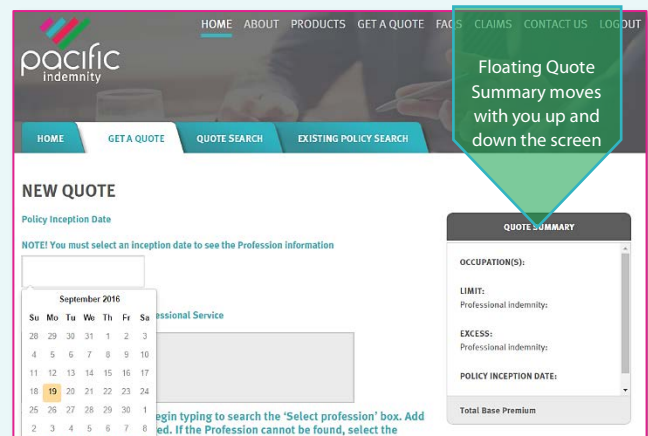 HOME ABOUT PRODUCTS GET A QUOTE FAQS CLAIMS CONTACT US LOGOUT
pacific
indemnity
Floating Quote
Summary moves
with you up and
down the screen
HOME GET A QUOTE QUOTE SEARCH EXISTING POLICY SEARCH
NEW QUOTE
Policy Inception Date
NOTE! You must select an inception date to see the Profession information
September 2016
Su Mo Tu We Th Fr Sa
28 29 30 31 1 2 3
4 5 6 7 8 9 10
11 12 13 14 15 16 17
18 19 20 21 22 23 24
25 26 27 28 29 30 1
2 3 4 5 6 7 8
essional Service
egin typing to search the ‘Select profession’ box. Add
ed. If the Profession cannot be found, select the
QUOTE SUMMARY
OCCUPATION(S):
LIMIT:
Professional indemnity:
EXCESS:
Professional indemnity:
POLICY INCEPTION DATE:
Total Base Premium